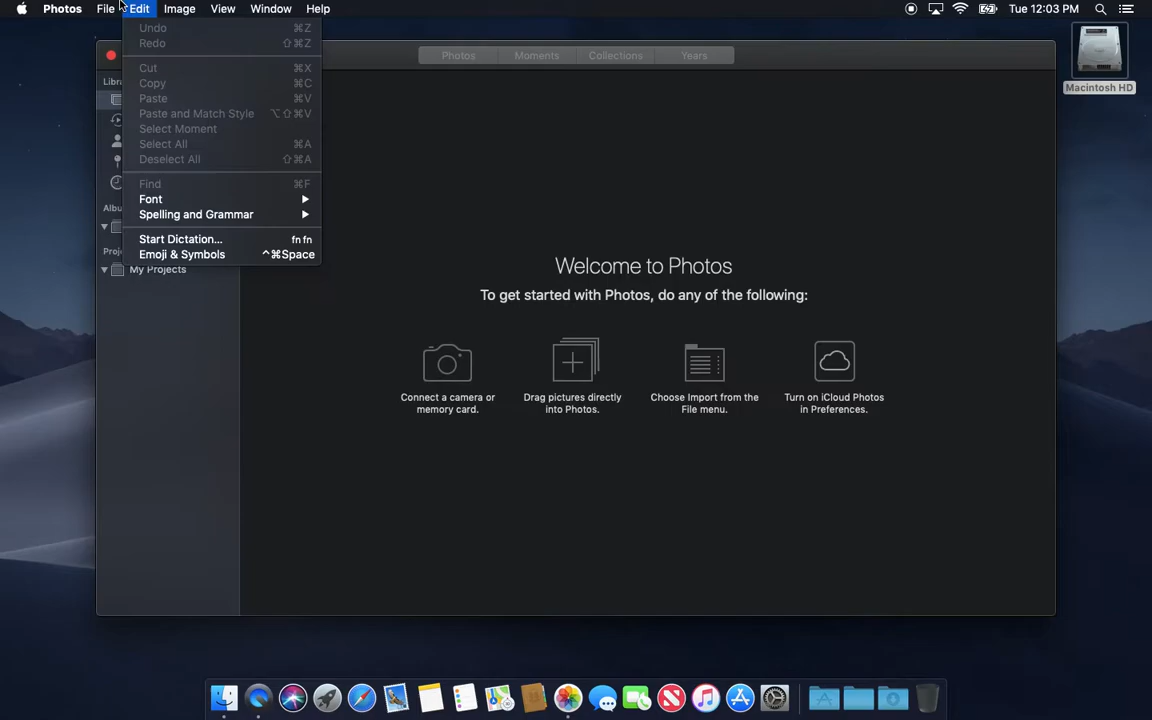 Photos File Edit Image View Window Help Tue 12:03 PM
Undo ⌘Z
Redo ⇧⌘Z
Cut ⌘X
Copy ⌘C
Paste ⌘V
Paste and Match Style ⌥⇧⌘V
Select Moment
Select All ⌘A
Deselect All ⇧⌘A
Find ⌘F
Font
Spelling and Grammar
Start Dictation... fn fn
Emoji & Symbols ^⌘Space
Photos Moments Collections Years
Macintosh HD
My Projects
Welcome to Photos
To get started with Photos, do any of the following:
Connect a camera or
memory card.
Drag pictures directly
into Photos.
Choose Import from the
File menu.
Turn on iCloud Photos
in Preferences.